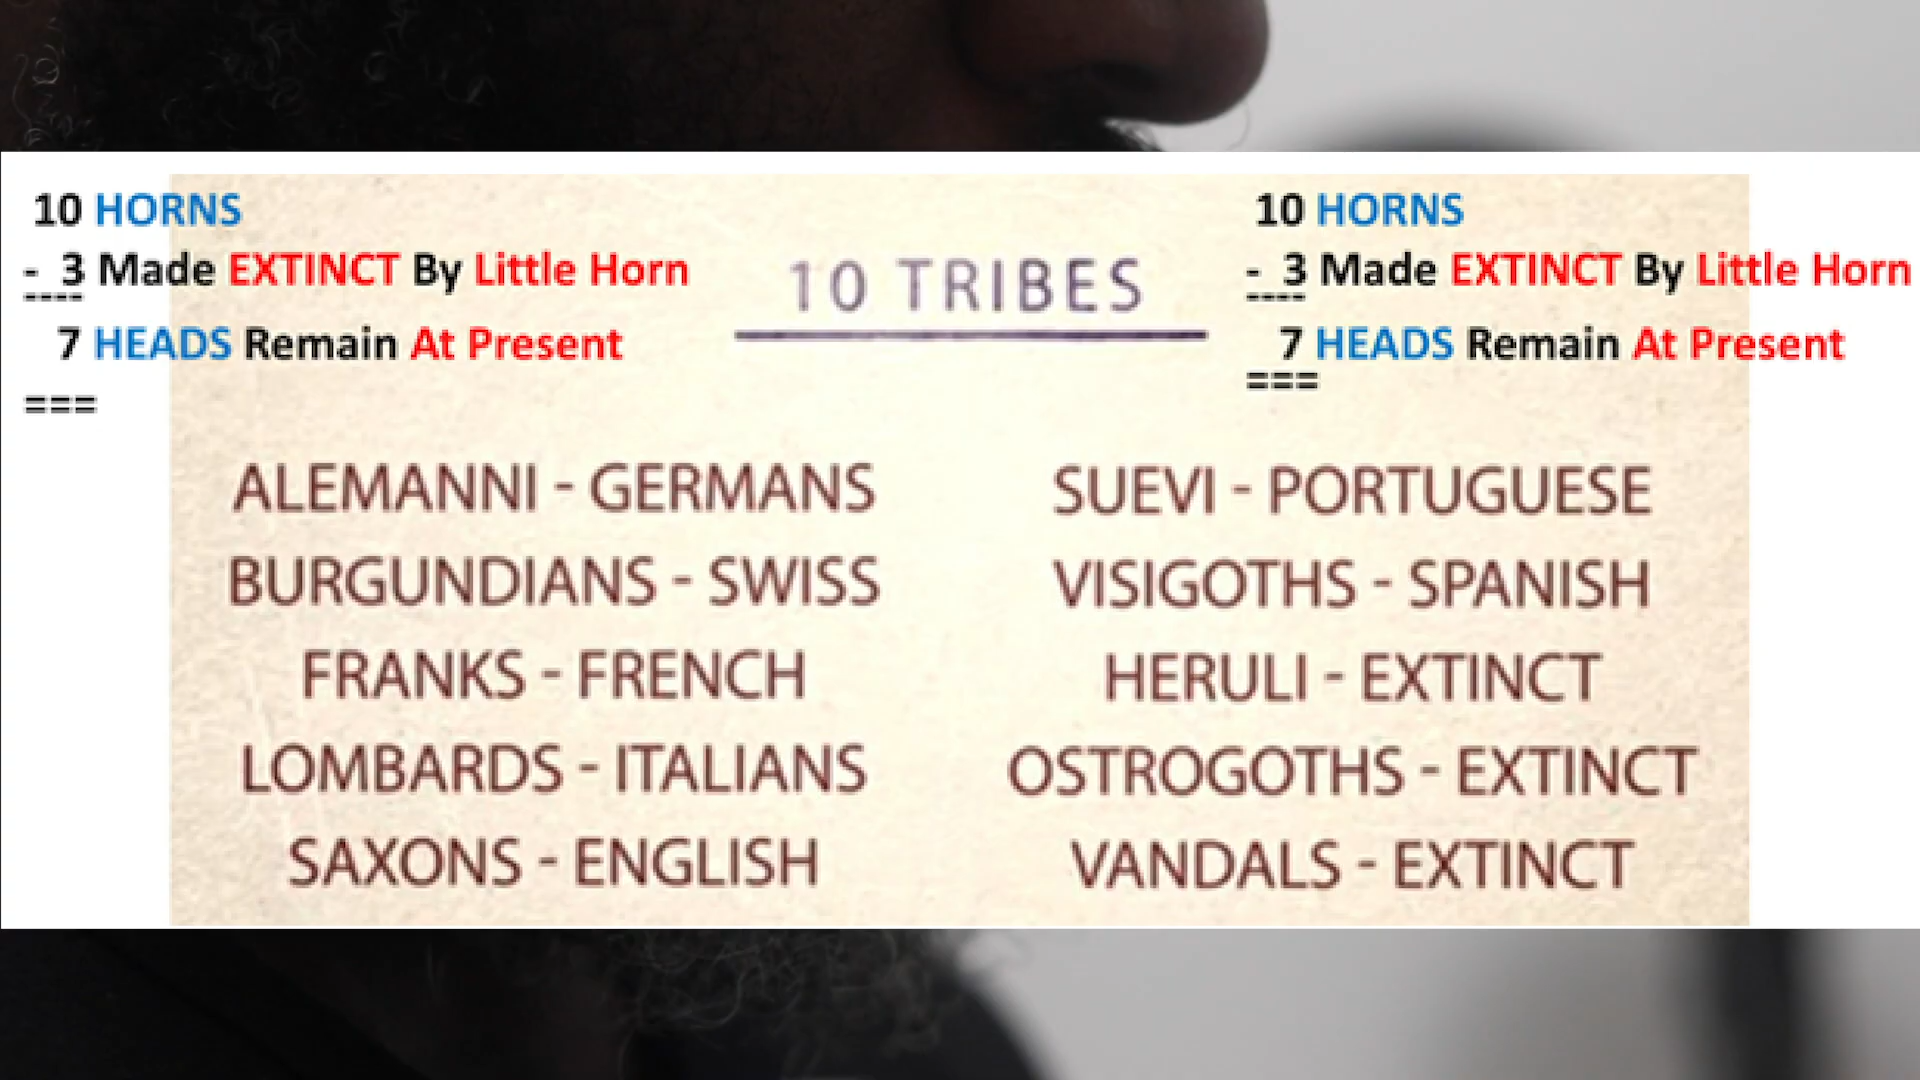 10 HORNS
- 3 Made EXTINCT By Little Horn
----
7 HEADS Remain At Present
===
10 TRIBES
10 HORNS
- 3 Made EXTINCT By Little Horn
----
7 HEADS Remain At Present
===
ALEMANNI - GERMANS
BURGUNDIANS - SWISS
FRANKS - FRENCH
LOMBARDS - ITALIANS
SAXONS - ENGLISH
SUEVI - PORTUGUESE
VISIGOTHS - SPANISH
HERULI - EXTINCT
OSTROGOTHS - EXTINCT
VANDALS - EXTINCT